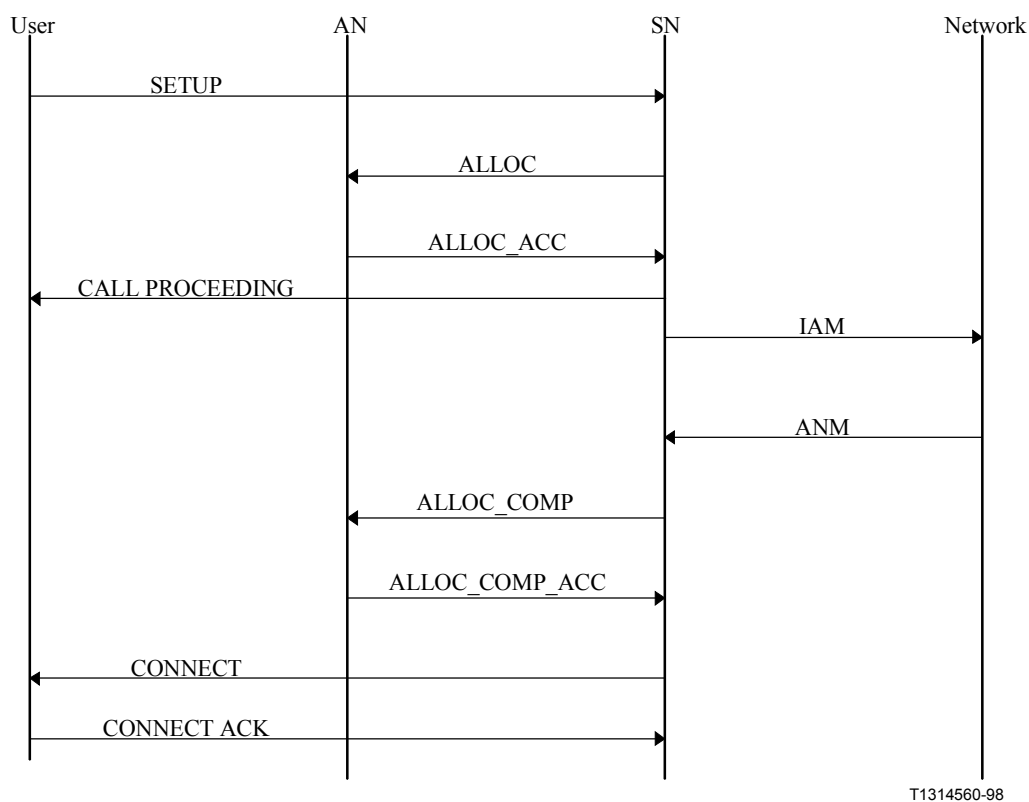 User AN SN Network
SETUP
ALLOC
ALLOC_ACC
CALL PROCEEDING
IAM
ANM
ALLOC_COMP
ALLOC_COMP_ACC
CONNECT
CONNECT ACK
T1314560-98